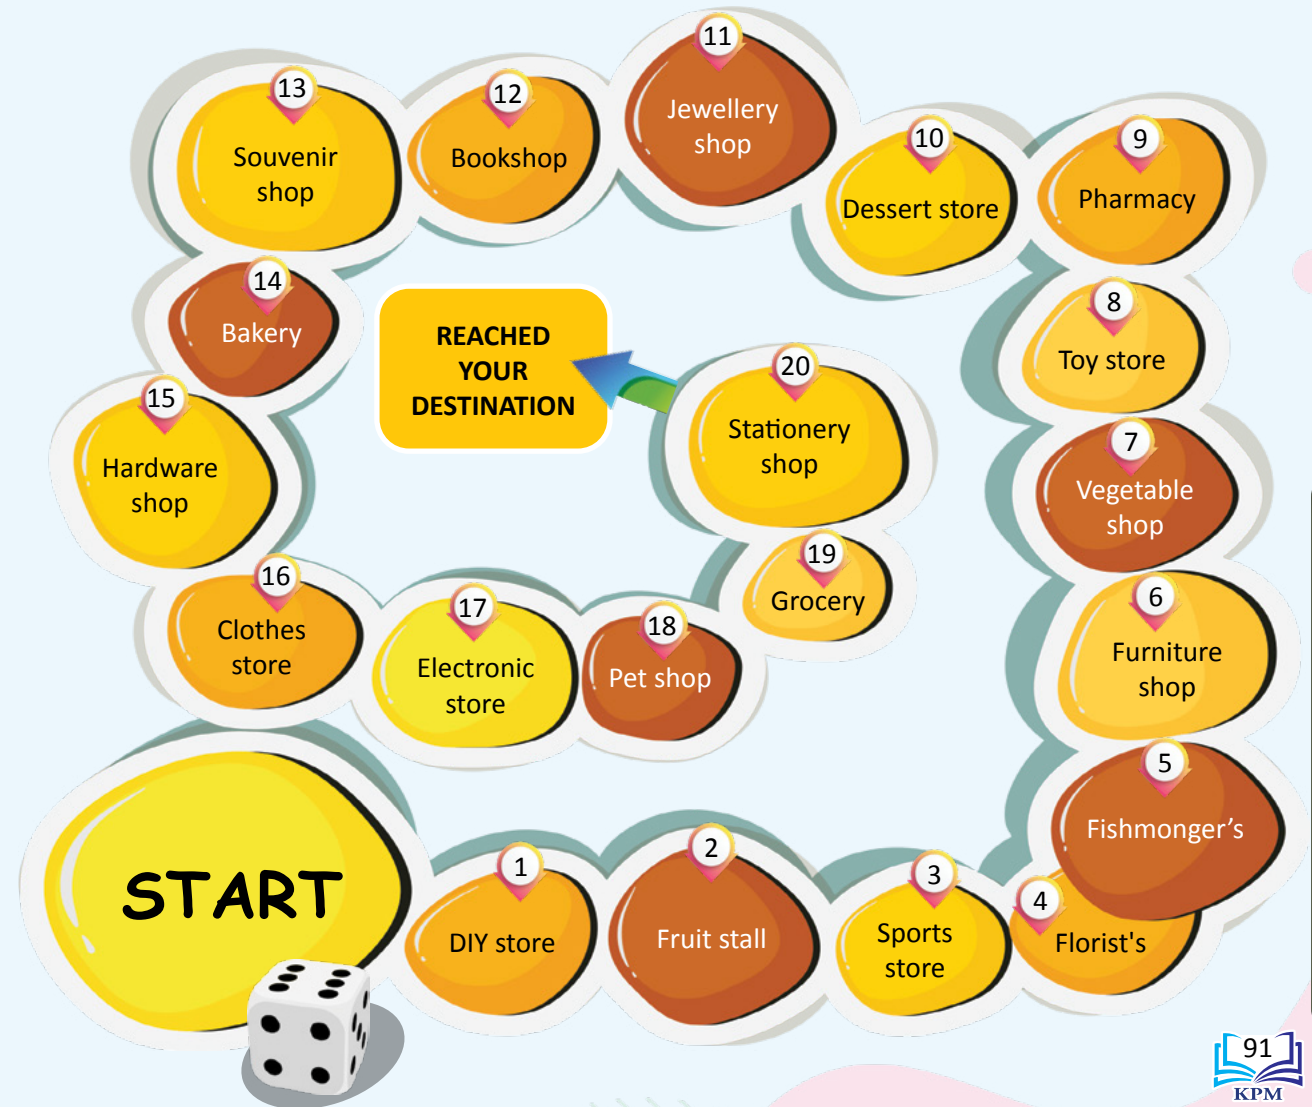 START
1
DIY store
2
Fruit stall
3
Sports
store
4
Florist's
5
Fishmonger’s
6
Furniture
shop
7
Vegetable
shop
8
Toy store
9
Pharmacy
10
Dessert store
11
Jewellery
shop
12
Bookshop
13
Souvenir
shop
14
Bakery
15
Hardware
shop
16
Clothes
store
17
Electronic
store
18
Pet shop
19
Grocery
20
Stationery
shop
REACHED
YOUR
DESTINATION
91
KPM